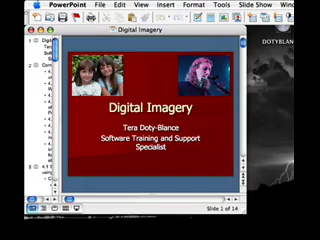 PowerPoint File Edit View Insert Format Tools Slide Show
Digital Imagery
DOTYBLAN
Digital Imagery
Tera Doty-Blance
Software Training and Support
Specialist
Slide 1 of 14